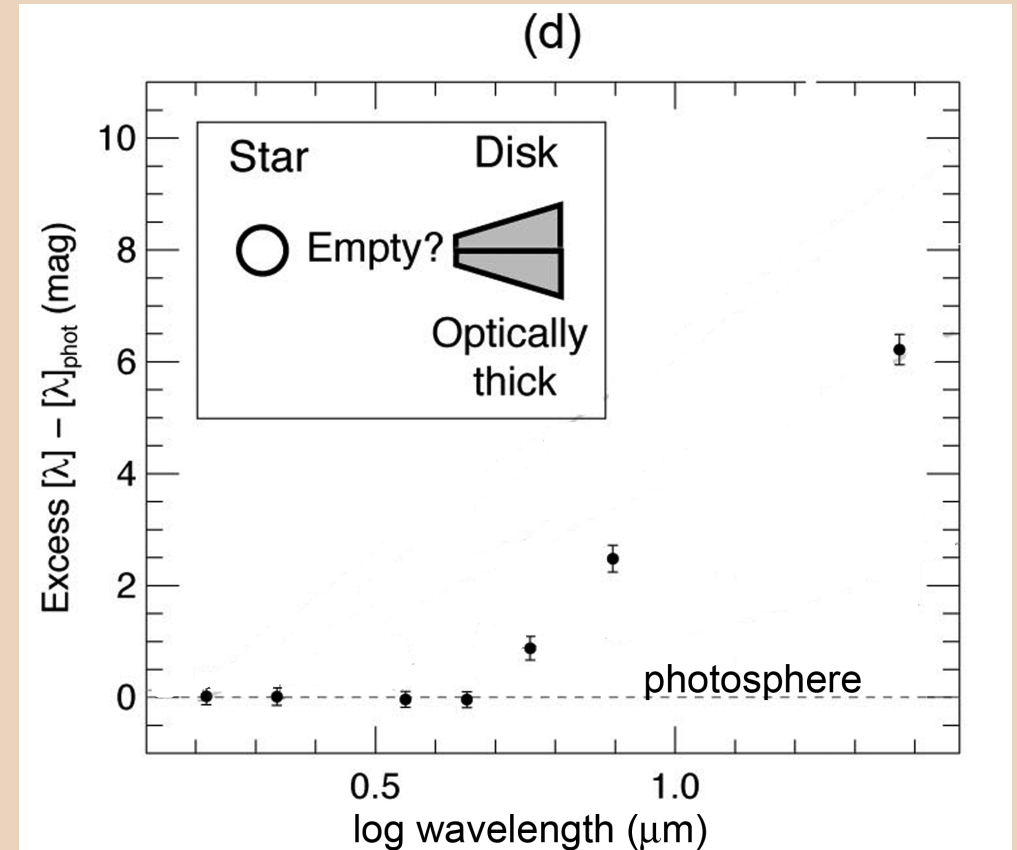 (d)
10
8
6
4
2
0
Excess [λ] – [λ]phot (mag)
Star
Disk
Empty?
Optically
thick
photosphere
0.5
1.0
log wavelength (μm)